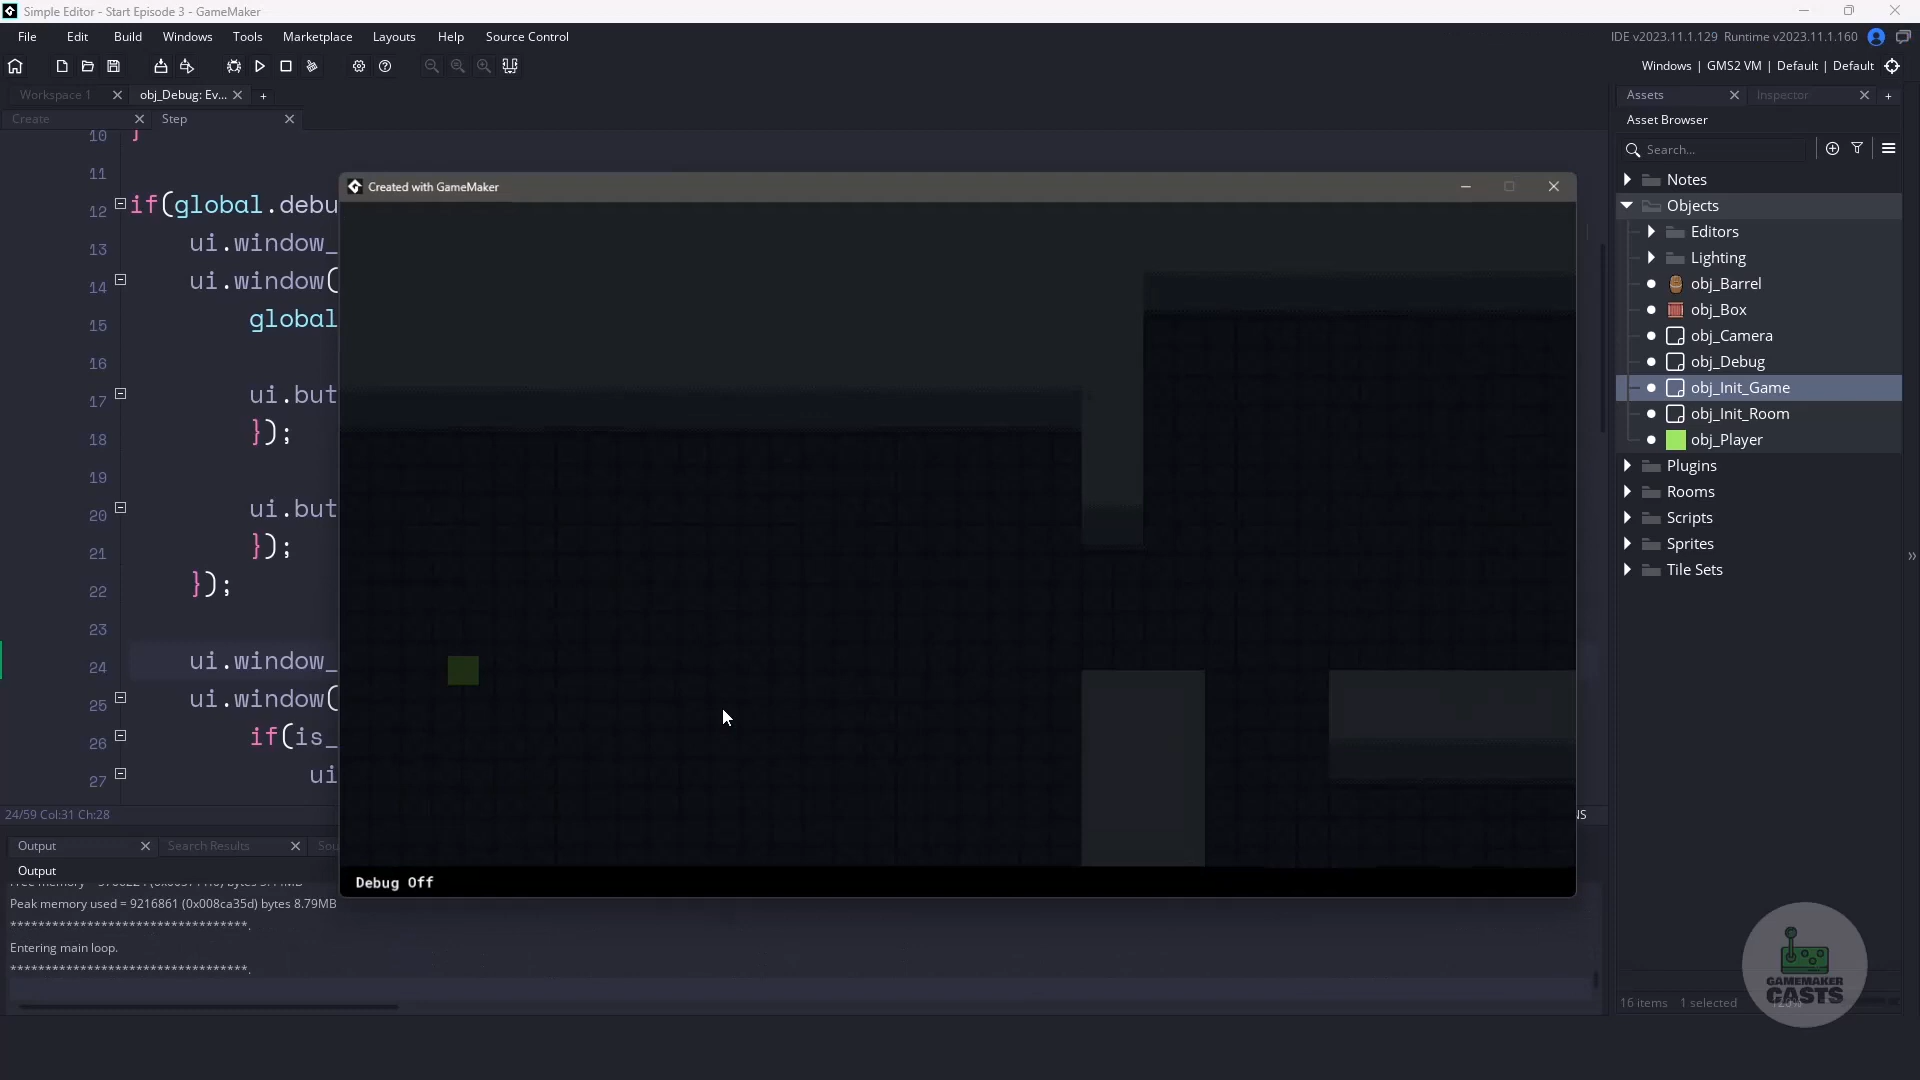 Simple Editor - Start Episode 3 - GameMaker
File Edit Build Windows Tools Marketplace Layouts Help Source Control
IDE v2023.11.1.129 Runtime v2023.11.1.160
Windows | GMS2 VM | Default | Default
Workspace 1 obj_Debug: Ev...
Create Step
10 }
11
12 if(global.debu
13 ui.window_
14 ui.window(
15 global
16
17 ui.but
18 });
19
20 ui.but
21 });
22 });
23
24 ui.window_
25 ui.window(
26 if(is_
27 ui
24/59 Col:31 Ch:28
Created with GameMaker
Debug Off
Output Search Results
Output
Peak memory used = 9216861 (0x008ca35d) bytes 8.79MB
*********************************.
Entering main loop.
*********************************.
Assets Inspector
Asset Browser
Search...
Notes
Objects
Editors
Lighting
obj_Barrel
obj_Box
obj_Camera
obj_Debug
obj_Init_Game
obj_Init_Room
obj_Player
Plugins
Rooms
Scripts
Sprites
Tile Sets
16 items 1 selected
GAMEMAKER
CASTS